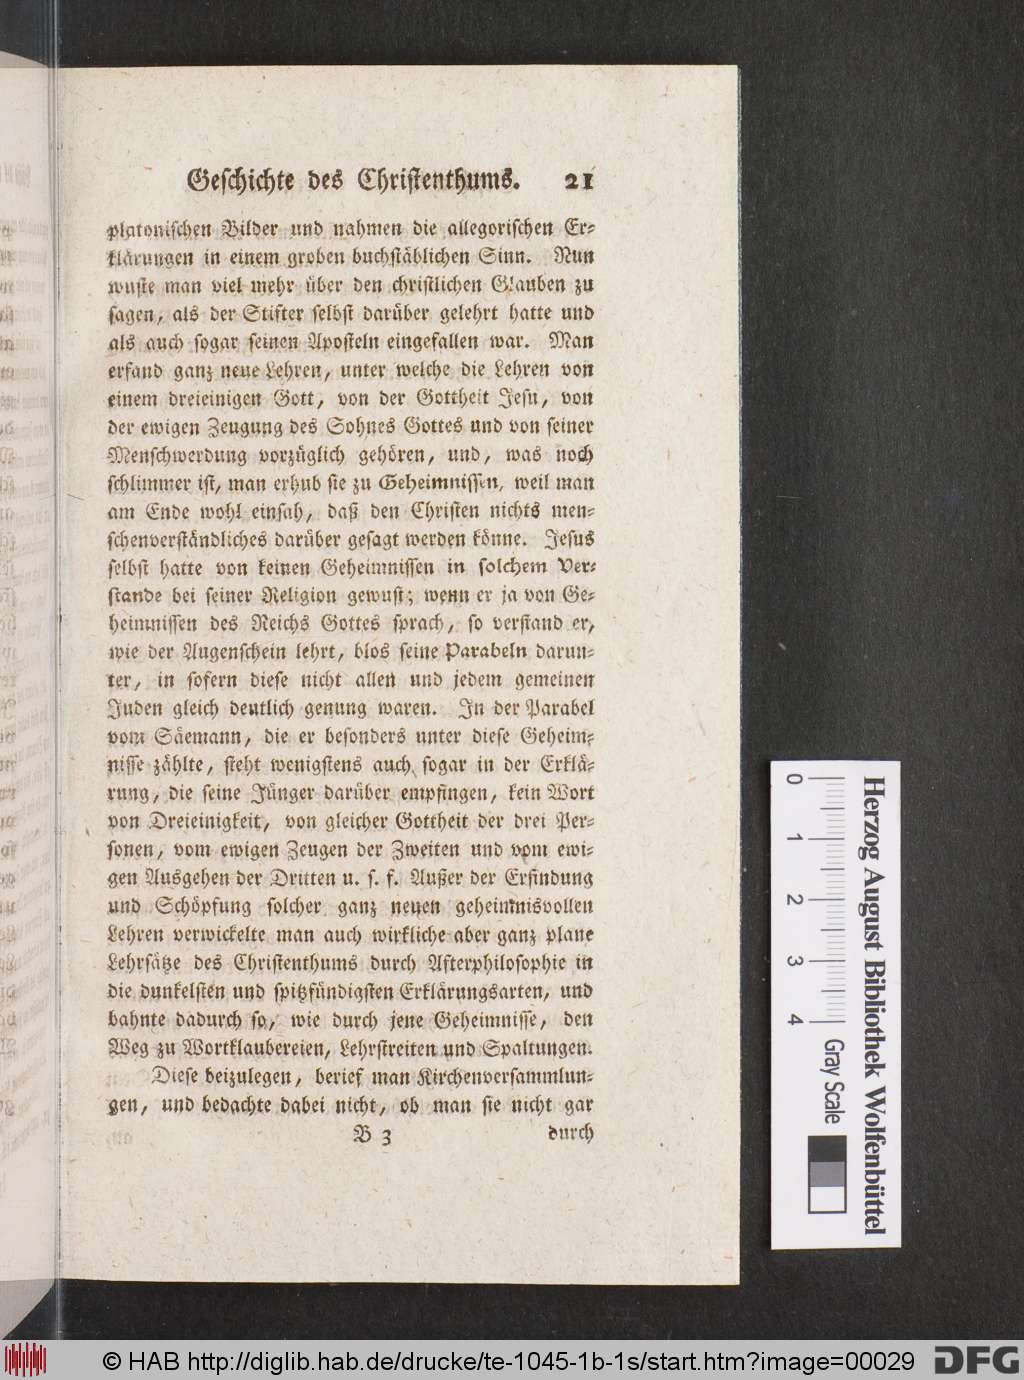 Geschichte des Christenthums. 21
platonischen Bilder und nahmen die allegorischen Er-
klärungen in einem groben buchstäblichen Sinn. Nun
wuste man viel mehr über den christlichen Glauben zu
sagen, als der Stifter selbst darüber gelehrt hatte und
als auch sogar seinen Aposteln eingefallen war. Man
erfand ganz neue Lehren, unter welche die Lehren von
einem dreieinigen Gott, von der Gottheit Jesu, von
der ewigen Zeugung des Sohnes Gottes und von seiner
Menschwerdung vorzüglich gehören, und, was noch
schlimmer ist, man erhub sie zu Geheimnissen, weil man
am Ende wohl einsah, daß den Christen nichts men-
schenverständliches darüber gesagt werden könne. Jesus
selbst hatte von keinen Geheimnissen in solchem Ver-
stande bei seiner Religion gewust; wenn er ja von Ge-
heimnissen des Reichs Gottes sprach, so verstand er,
wie der Augenschein lehrt, blos seine Parabeln darun-
ter, in sofern diese nicht allen und jedem gemeinen
Juden gleich deutlich genung waren. In der Parabel
vom Säemann, die er besonders unter diese Geheim-
nisse zählte, steht wenigstens auch sogar in der Erklä-
rung, die seine Jünger darüber empfingen, kein Wort
von Dreieinigkeit, von gleicher Gottheit der drei Per-
sonen, vom ewigen Zeugen der Zweiten und vom ewi-
gen Ausgehen der Dritten u. s. f. Außer der Erfindung
und Schöpfung solcher ganz neuen geheimnisvollen
Lehren verwickelte man auch wirkliche aber ganz plane
Lehrsätze des Christenthums durch Afterphilosophie in
die dunkelsten und spitzfündigsten Erklärungsarten, und
bahnte dadurch so, wie durch jene Geheimnisse, den
Weg zu Wortklaubereien, Lehrstreiten und Spaltungen.
Diese beizulegen, berief man Kirchenversammlun-
gen, und bedachte dabei nicht, ob man sie nicht gar
B 3 durch
0 1 2 3 4 Gray Scale
Herzog August Bibliothek Wolfenbüttel
© HAB http://diglib.hab.de/drucke/te-1045-1b-1s/start.htm?image=00029 DFG